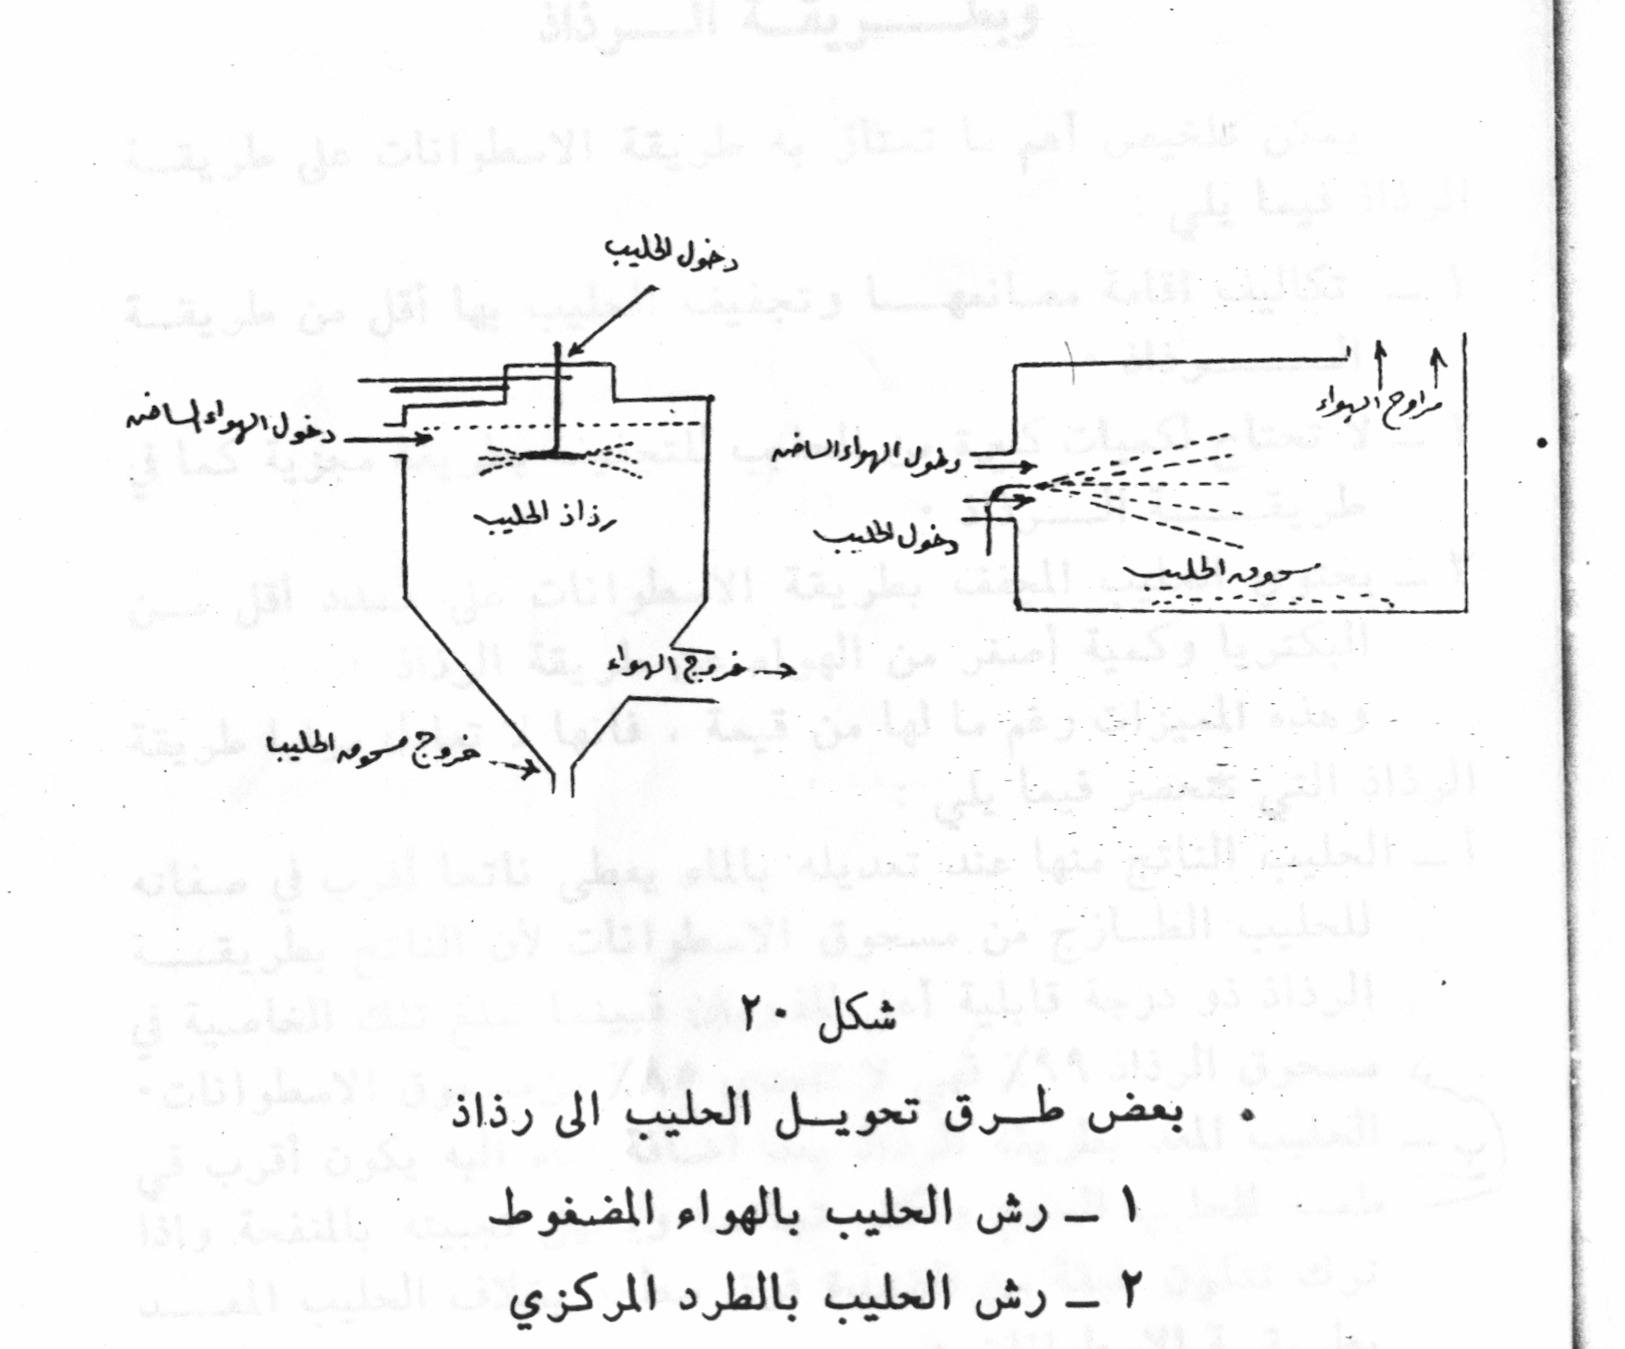 دخول الحليب
مراوح الهواء
دخول الهواء الساخن
دخول الهواء الساخن
رذاذ الحليب
دخول الحليب
مسحوق الحليب
خروج الهواء
خروج مسحوق الحليب
شكل ٢٠
٠ بعض طرق تحويل الحليب الى رذاذ
١ - رش الحليب بالهواء المضغوط
٢ - رش الحليب بالطرد المركزي